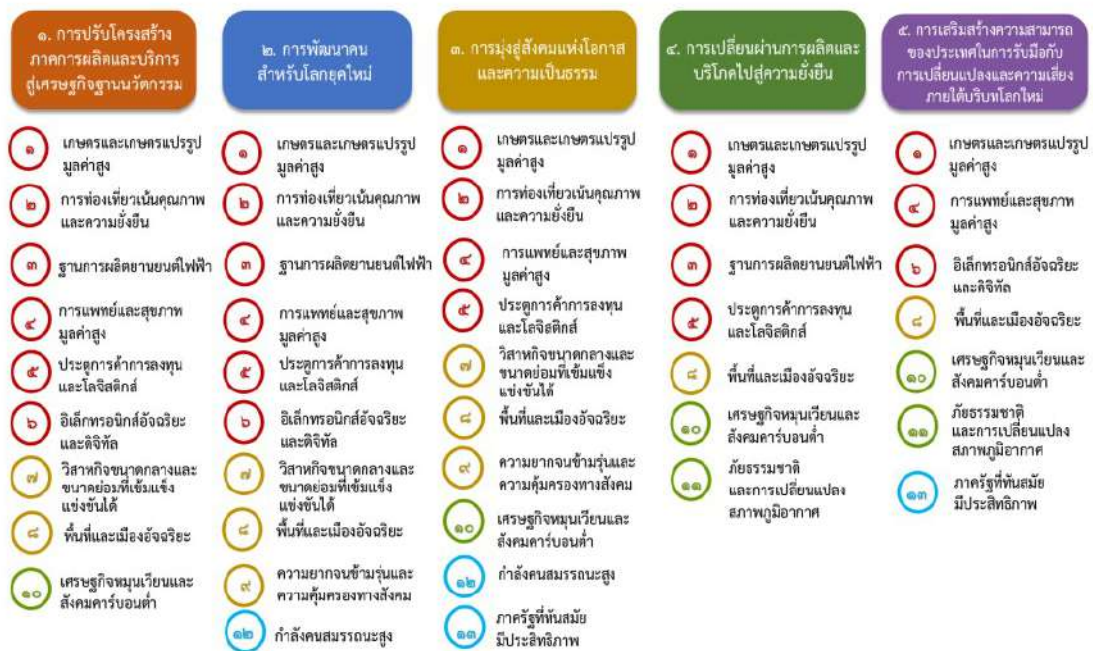 ๑. การปรับโครงสร้าง
ภาคการผลิตและบริการ
สู่เศรษฐกิจฐานนวัตกรรม
๑
เกษตรและเกษตรแปรรูป
มูลค่าสูง
๒
การท่องเที่ยวเน้นคุณภาพ
และความยั่งยืน
๓
ฐานการผลิตยานยนต์ไฟฟ้า
๔
การแพทย์และสุขภาพ
มูลค่าสูง
๕
ประตูการค้าการลงทุน
และโลจิสติกส์
๖
อิเล็กทรอนิกส์อัจฉริยะ
และดิจิทัล
๗
วิสาหกิจขนาดกลางและ
ขนาดย่อมที่เข้มแข็ง
แข่งขันได้
๘
พื้นที่และเมืองอัจฉริยะ
๑๐
เศรษฐกิจหมุนเวียนและ
สังคมคาร์บอนต่ำ
๒. การพัฒนาคน
สำหรับโลกยุคใหม่
๑
เกษตรและเกษตรแปรรูป
มูลค่าสูง
๒
การท่องเที่ยวเน้นคุณภาพ
และความยั่งยืน
๓
ฐานการผลิตยานยนต์ไฟฟ้า
๔
การแพทย์และสุขภาพ
มูลค่าสูง
๕
ประตูการค้าการลงทุน
และโลจิสติกส์
๖
อิเล็กทรอนิกส์อัจฉริยะ
และดิจิทัล
๗
วิสาหกิจขนาดกลางและ
ขนาดย่อมที่เข้มแข็ง
แข่งขันได้
๘
พื้นที่และเมืองอัจฉริยะ
๙
ความยากจนข้ามรุ่นและ
ความคุ้มครองทางสังคม
๑๒
กำลังคนสมรรถนะสูง
๓. การมุ่งสู่สังคมแห่งโอกาส
และความเป็นธรรม
๑
เกษตรและเกษตรแปรรูป
มูลค่าสูง
๒
การท่องเที่ยวเน้นคุณภาพ
และความยั่งยืน
๔
การแพทย์และสุขภาพ
มูลค่าสูง
๕
ประตูการค้าการลงทุน
และโลจิสติกส์
๗
วิสาหกิจขนาดกลางและ
ขนาดย่อมที่เข้มแข็ง
แข่งขันได้
๘
พื้นที่และเมืองอัจฉริยะ
๙
ความยากจนข้ามรุ่นและ
ความคุ้มครองทางสังคม
๑๐
เศรษฐกิจหมุนเวียนและ
สังคมคาร์บอนต่ำ
๑๒
กำลังคนสมรรถนะสูง
๑๓
ภาครัฐที่ทันสมัย
มีประสิทธิภาพ
๔. การเปลี่ยนผ่านการผลิตและ
บริโภคไปสู่ความยั่งยืน
๑
เกษตรและเกษตรแปรรูป
มูลค่าสูง
๒
การท่องเที่ยวเน้นคุณภาพ
และความยั่งยืน
๓
ฐานการผลิตยานยนต์ไฟฟ้า
๕
ประตูการค้าการลงทุน
และโลจิสติกส์
๘
พื้นที่และเมืองอัจฉริยะ
๑๐
เศรษฐกิจหมุนเวียนและ
สังคมคาร์บอนต่ำ
๑๑
ภัยธรรมชาติ
และการเปลี่ยนแปลง
สภาพภูมิอากาศ
๕. การเสริมสร้างความสามารถ
ของประเทศในการรับมือกับ
การเปลี่ยนแปลงและความเสี่ยง
ภายใต้บริบทโลกใหม่
๑
เกษตรและเกษตรแปรรูป
มูลค่าสูง
๔
การแพทย์และสุขภาพ
มูลค่าสูง
๖
อิเล็กทรอนิกส์อัจฉริยะ
และดิจิทัล
๘
พื้นที่และเมืองอัจฉริยะ
๑๐
เศรษฐกิจหมุนเวียนและ
สังคมคาร์บอนต่ำ
๑๑
ภัยธรรมชาติ
และการเปลี่ยนแปลง
สภาพภูมิอากาศ
๑๓
ภาครัฐที่ทันสมัย
มีประสิทธิภาพ